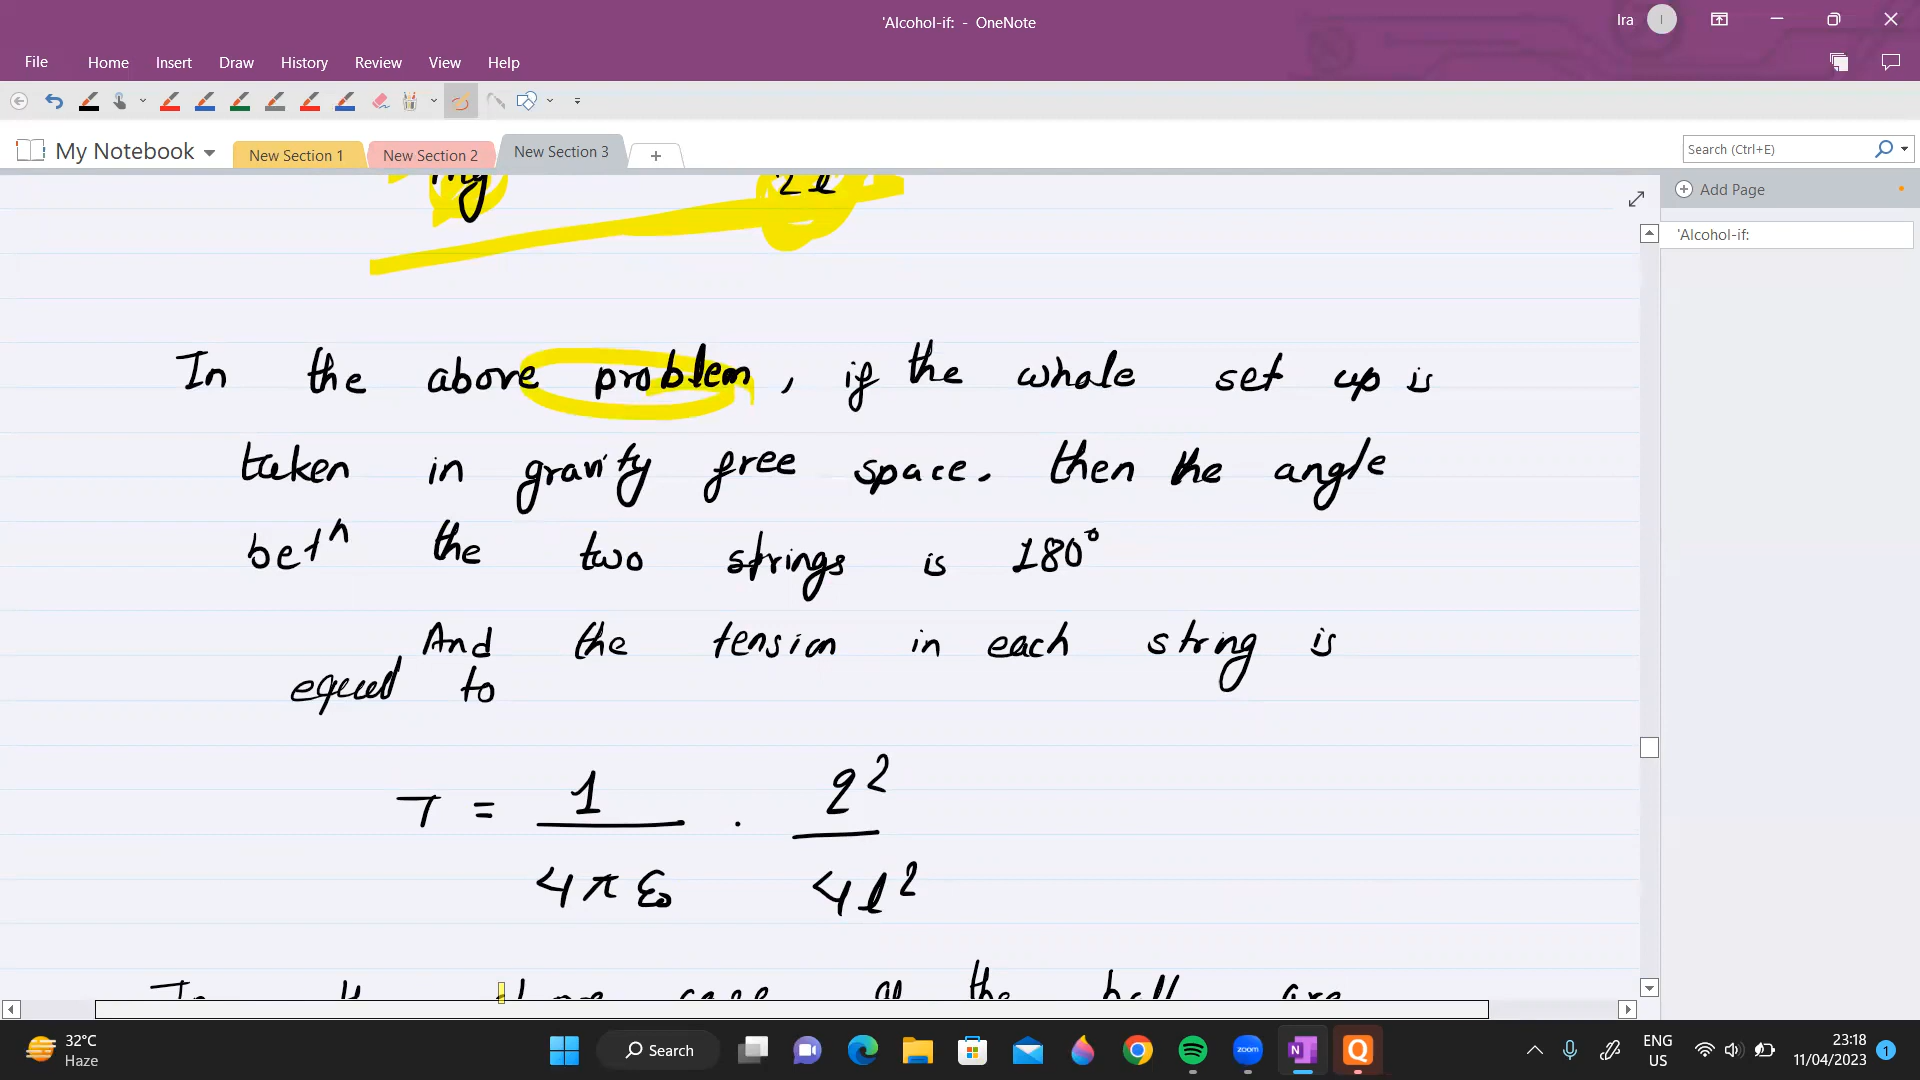 'Alcohol-if: - OneNote
Ira I
File Home Insert Draw History Review View Help
My Notebook New Section 1 New Section 2 New Section 3 +
Search (Ctrl+E)
Add Page
'Alcohol-if:
mg 2l
In the above problem, if the whole set up is
taken in gravity free space. then the angle
betn the two strings is 180°
And the tension in each string is
equal to
T = 1 / 4πε₀ . q² / 4l²
32°C
Haze
Search
zoom
N
Q
ENG
US
23:18
11/04/2023
1